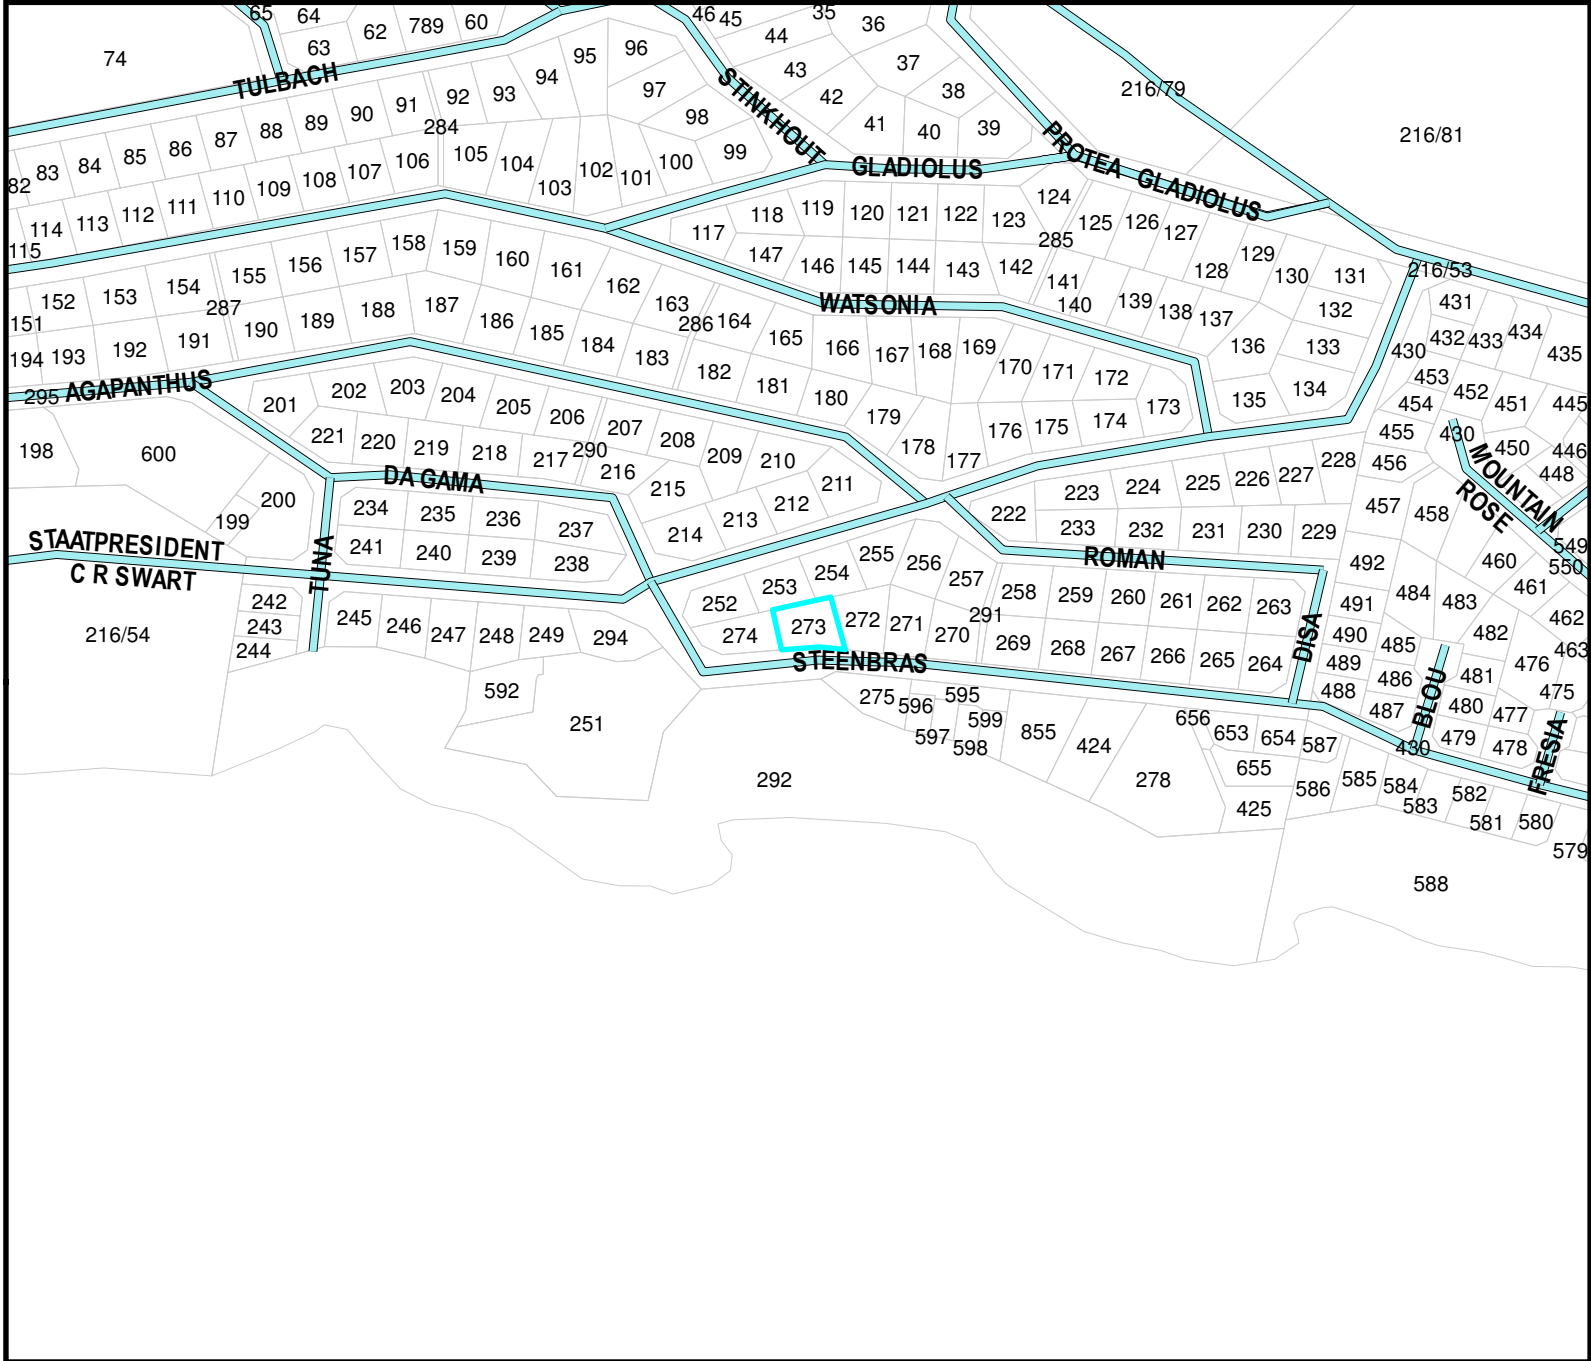 65 64 62 789 60 46 45 35 36
74 63 95 96 44 37
TULBACH 94 97 STINKHOUT 43 42 38 216/79
83 84 85 86 87 88 89 90 91 92 93 98 41 40 39 PROTEA 216/81
82 284 99 100
114 113 112 111 110 109 108 107 106 105 104 103 102 101 GLADIOLUS GLADIOLUS
115 117 118 119 120 121 122 123 124 125 126 127 285
147 146 145 144 143 142 128 129 130 131 216/53
151 152 153 154 155 156 157 158 159 160 161 162 163 141 140 139 138 137 132 431
287 286 164 WATSONIA 136 133 430 432 433 434 435
194 193 192 191 190 189 188 187 186 185 184 183 165 166 167 168 169 170 171 172 135 134 453 452 451 445
295 AGAPANTHUS 182 181 180 179 178 177 176 175 174 173 454
201 202 203 204 205 206 207 208 209 210 211 455 430 450 446
198 600 221 220 219 218 217 290 216 215 228 456 448
DA GAMA 214 213 212 223 224 225 226 227 457 458
200 199 234 235 236 237 222 233 232 231 230 229 MOUNTAIN
ROSE
STAATPRESIDENT
C R SWART
241 240 239 238 ROMAN 549 550
TUNA 255 256 257 492 460 461
242 252 253 254 258 259 260 261 262 263 491 484 483 462
243 216/54 245 246 247 248 249 294 274 273 272 271 270 291 490 485 482 463
244 STEENBRAS 269 268 267 266 265 264 DISA 489 486 481 476 475
592 251 275 596 595 599 597 598 488 487 BLOU 480 477
855 424 656 653 654 587 430 479 478 FRESIA
292 278 655 586 585 584 582
425 583 581 580
579
588